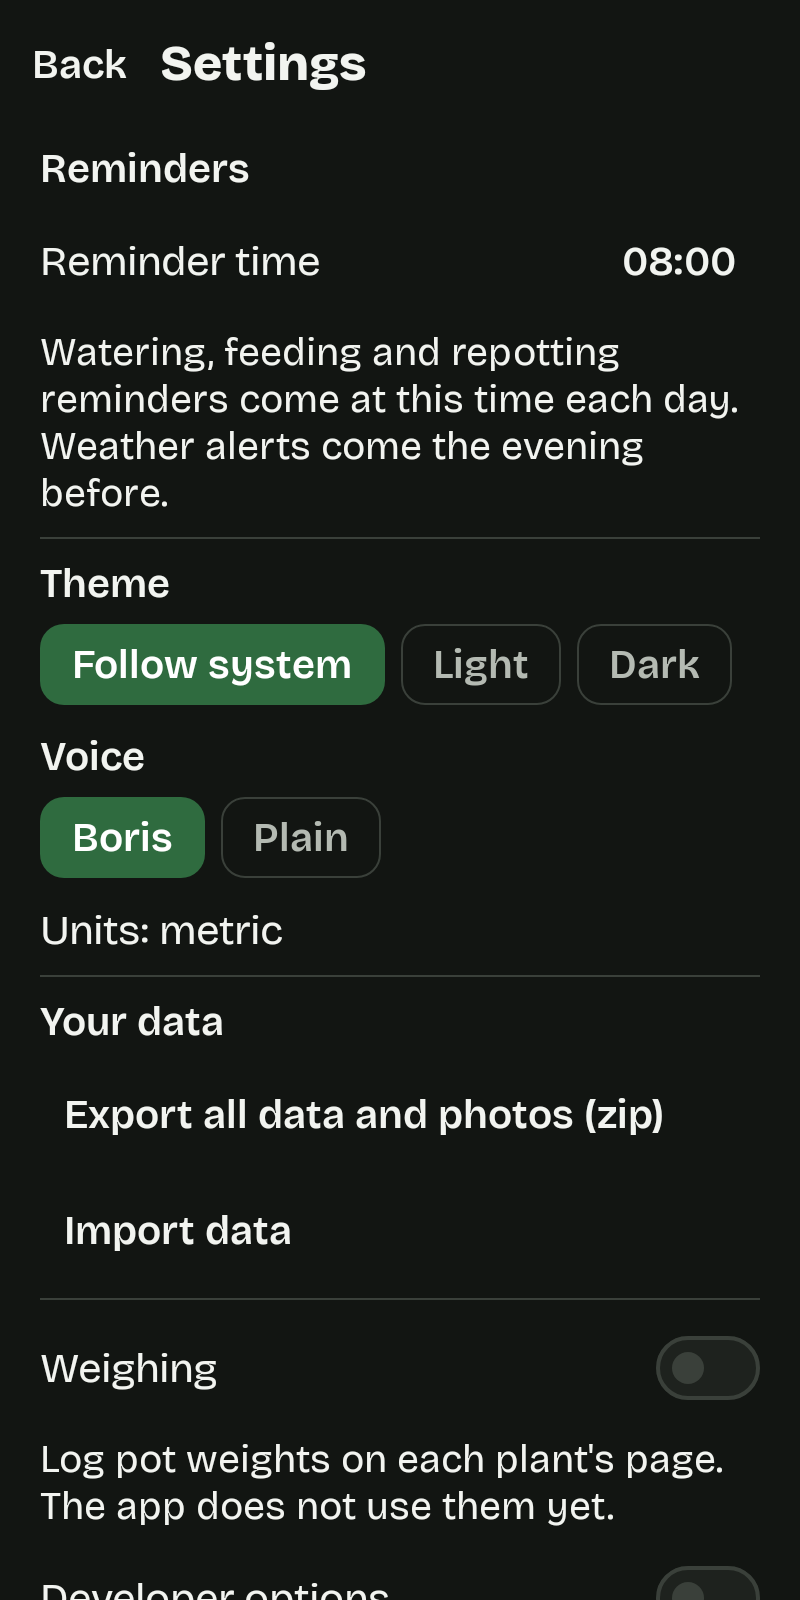 Back Settings
Reminders
Reminder time 08:00
Watering, feeding and repotting
reminders come at this time each day.
Weather alerts come the evening
before.
Theme
Follow system Light Dark
Voice
Boris Plain
Units: metric
Your data
Export all data and photos (zip)
Import data
Weighing
Log pot weights on each plant's page.
The app does not use them yet.
Developer options